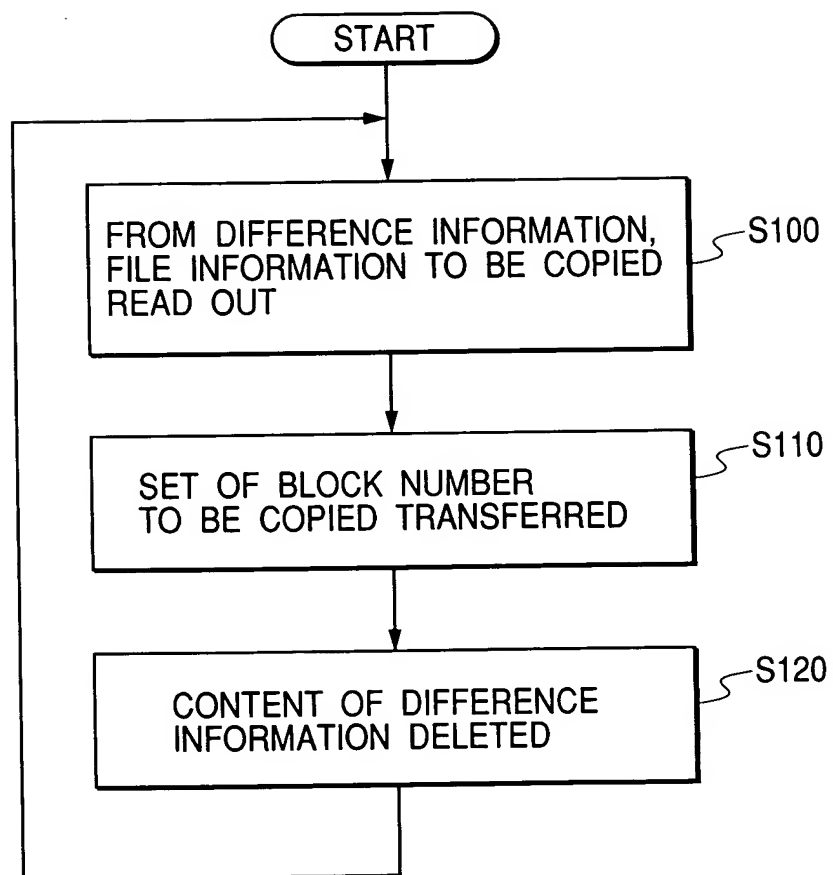 START
FROM DIFFERENCE INFORMATION,
FILE INFORMATION TO BE COPIED
READ OUT
S100
SET OF BLOCK NUMBER
TO BE COPIED TRANSFERRED
S110
CONTENT OF DIFFERENCE
INFORMATION DELETED
S120